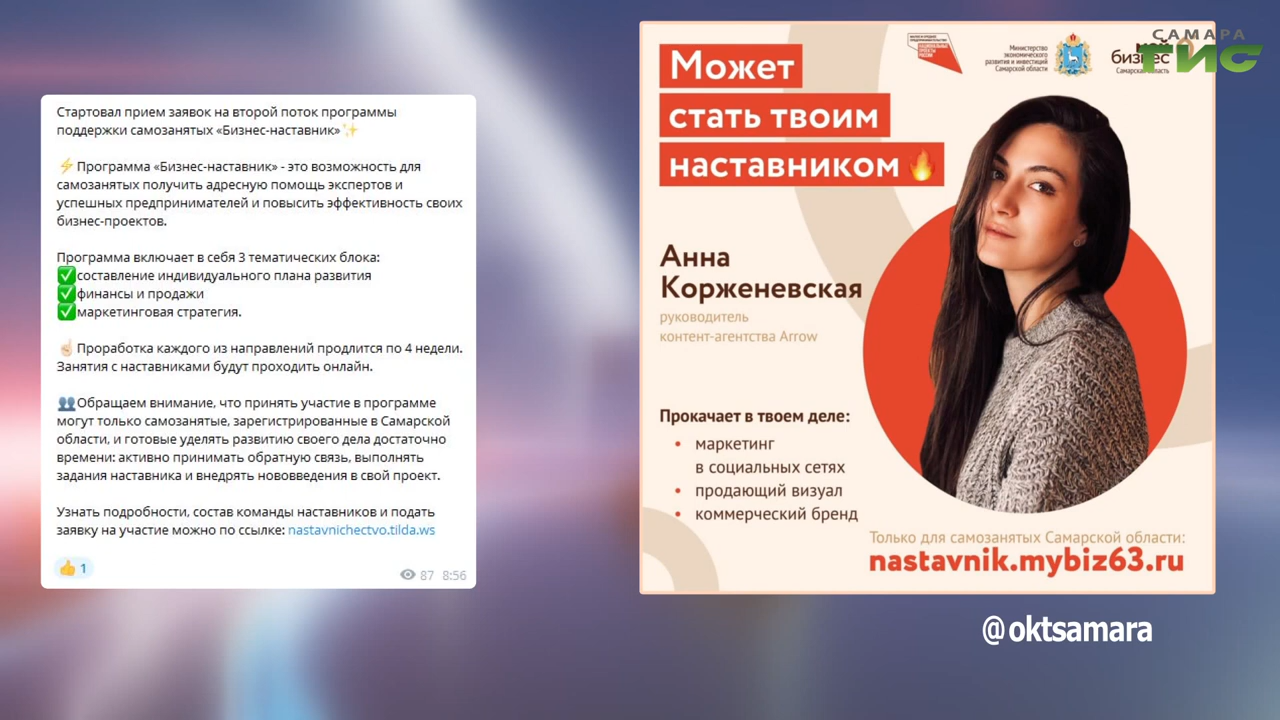 Стартовал прием заявок на второй поток программы
поддержки самозанятых «Бизнес-наставник»✨
⚡Программа «Бизнес-наставник» - это возможность для
самозанятых получить адресную помощь экспертов и
успешных предпринимателей и повысить эффективность своих
бизнес-проектов.
Программа включает в себя 3 тематических блока:
✅составление индивидуального плана развития
✅финансы и продажи
✅маркетинговая стратегия.
☝🏻Проработка каждого из направлений продлится по 4 недели.
Занятия с наставниками будут проходить онлайн.
👥Обращаем внимание, что принять участие в программе
могут только самозанятые, зарегистрированные в Самарской
области, и готовые уделять развитию своего дела достаточно
времени: активно принимать обратную связь, выполнять
задания наставника и внедрять нововведения в свой проект.
Узнать подробности, состав команды наставников и подать
заявку на участие можно по ссылке: nastavnichectvo.tilda.ws
👍 1
87 8:56
Может
стать твоим
наставником🔥
НАЦИОНАЛЬНЫЕ
ПРОЕКТЫ
РОССИИ
Министерство
экономического
развития и инвестиций
Самарской области
бизнес
САМАРА
ГИС
Анна
Корженевская
руководитель
контент-агентства Arrow
Прокачает в твоем деле:
• маркетинг
в социальных сетях
• продающий визуал
• коммерческий бренд
Только для самозанятых Самарской области:
nastavnik.mybiz63.ru
@oktsamara